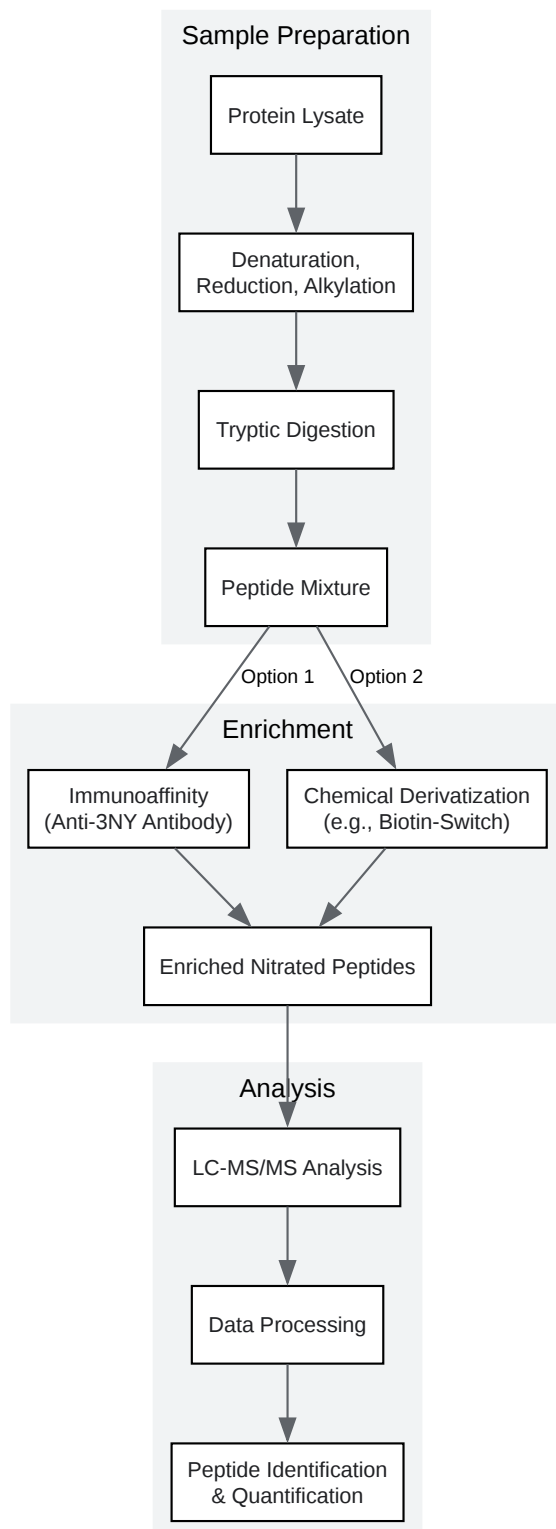 Sample Preparation
Protein Lysate
Denaturation,
Reduction, Alkylation
Tryptic Digestion
Peptide Mixture
Option 1
Option 2
Enrichment
Immunoaffinity
(Anti-3NY Antibody)
Chemical Derivatization
(e.g., Biotin-Switch)
Enriched Nitrated Peptides
Analysis
LC-MS/MS Analysis
Data Processing
Peptide Identification
& Quantification